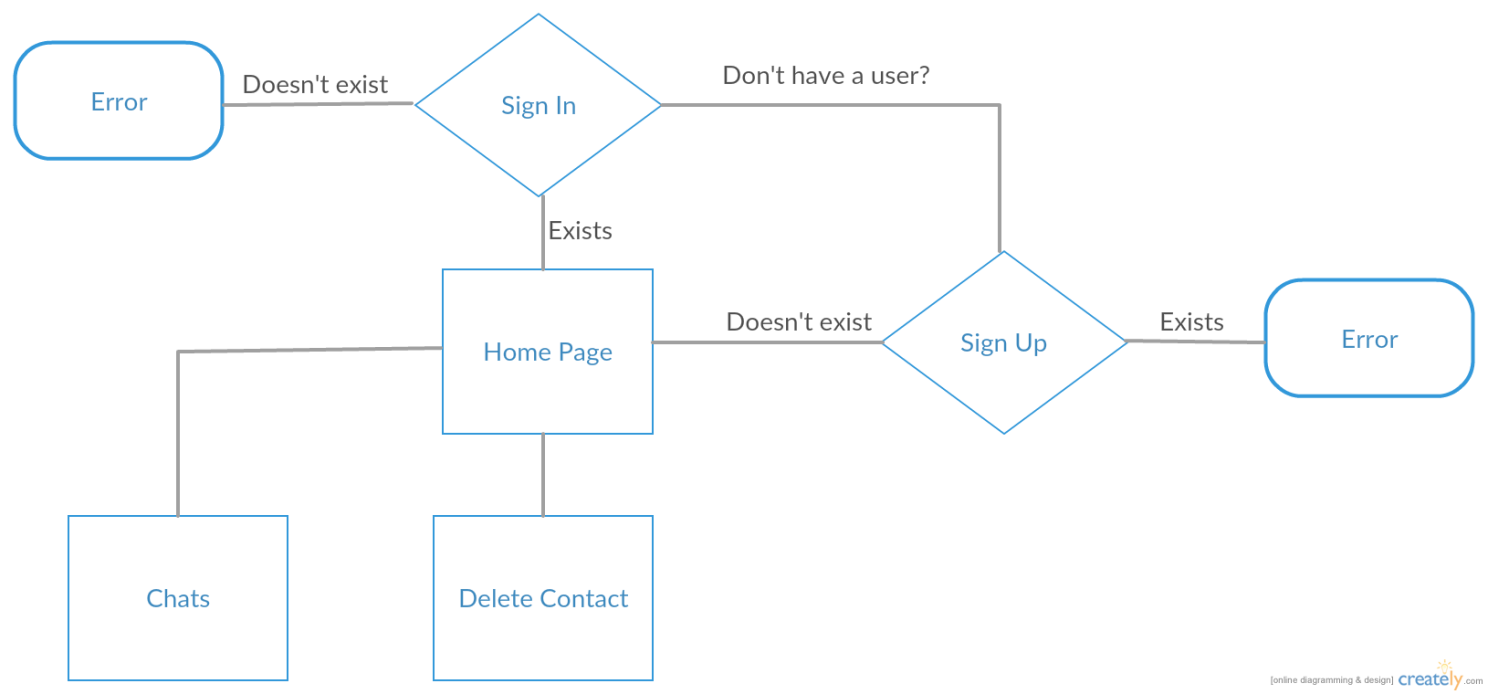 Error
Doesn't exist
Sign In
Don't have a user?
Exists
Home Page
Doesn't exist
Sign Up
Exists
Error
Chats
Delete Contact
[online diagramming & design] creately.com